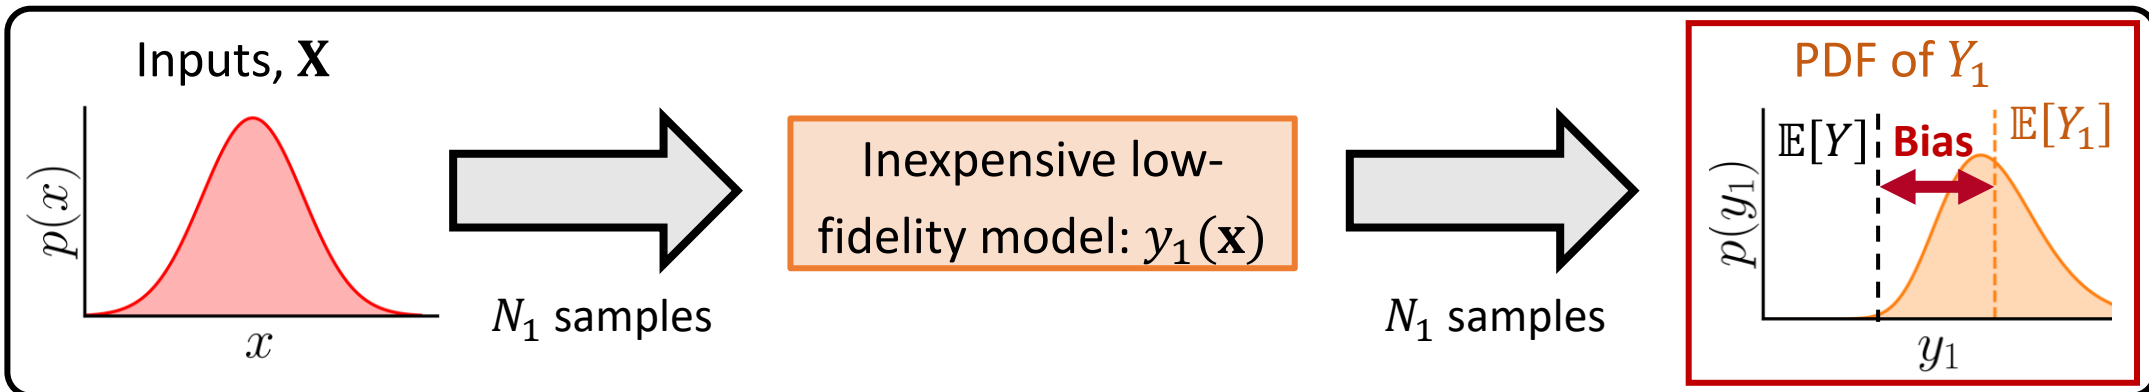 Inputs, 𝐗
p(x)
x
N₁ samples
Inexpensive low-
fidelity model: y₁(𝐱)
N₁ samples
PDF of Y₁
𝔼[Y]
Bias
𝔼[Y₁]
p(y₁)
y₁